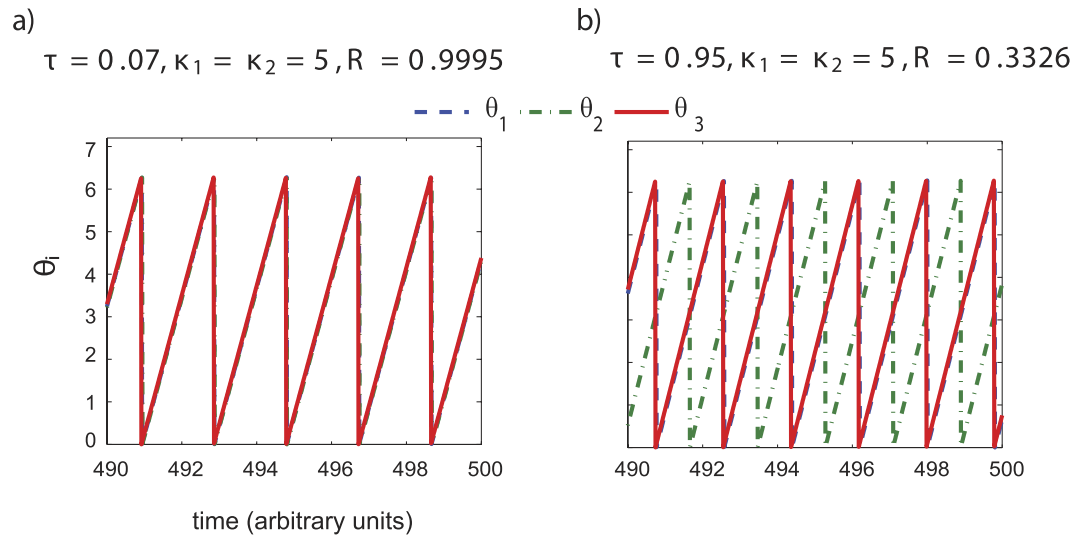 a)
τ = 0.07, κ1 = κ2 = 5, R = 0.9995
b)
τ = 0.95, κ1 = κ2 = 5, R = 0.3326
θ1 θ2 θ3
7
6
5
4
3
2
1
0
θi
490 492 494 496 498 500
490 492 494 496 498 500
time (arbitrary units)